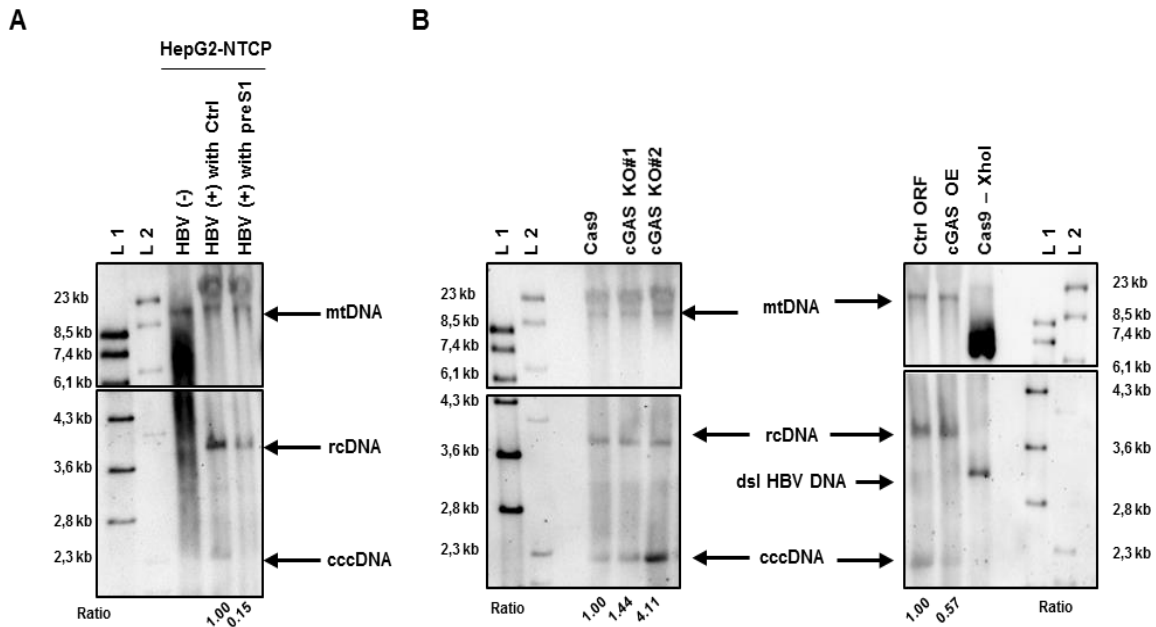 A
HepG2-NTCP
L 1
L 2
HBV (-)
HBV (+) with Ctrl
HBV (+) with preS1
23 kb
8,5 kb
7,4 kb
6,1 kb
4,3 kb
3,6 kb
2,8 kb
2,3 kb
mtDNA
rcDNA
cccDNA
Ratio
1.00
0.15
B
L 1
L 2
Cas9
cGAS KO#1
cGAS KO#2
23 kb
8,5 kb
7,4 kb
6,1 kb
4,3 kb
3,6 kb
2,8 kb
2,3 kb
Ratio
1.00
1.44
4.11
mtDNA
rcDNA
dsl HBV DNA
cccDNA
Ctrl ORF
cGAS OE
Cas9 – XhoI
L 1
L 2
23 kb
8,5 kb
7,4 kb
6,1 kb
4,3 kb
3,6 kb
2,8 kb
2,3 kb
1.00
0.57
Ratio